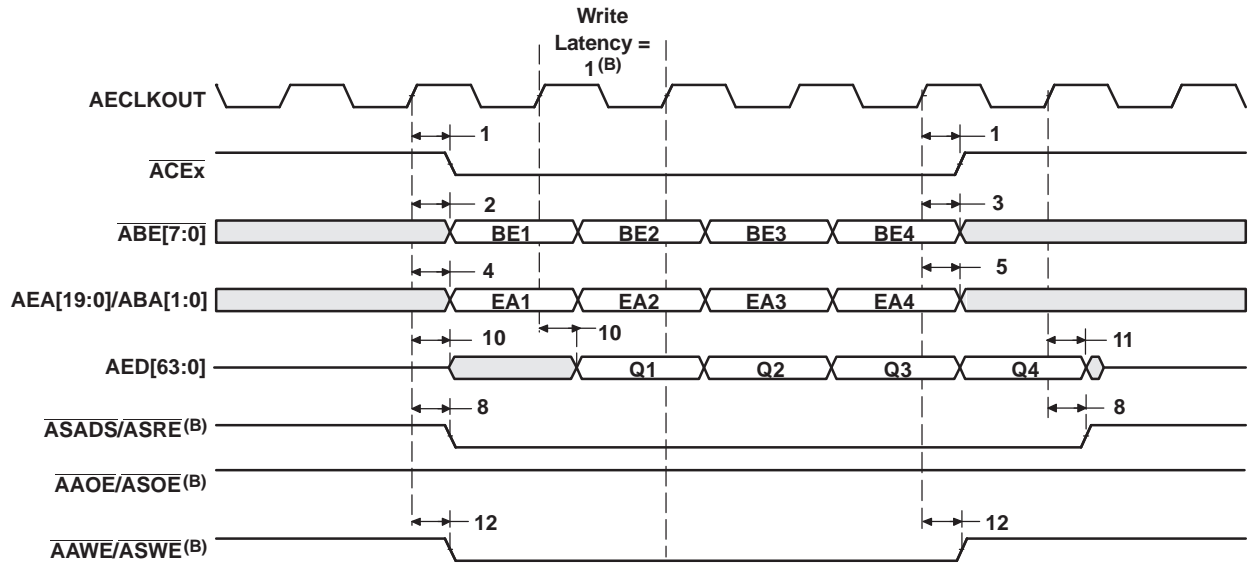 Write
Latency =
1(B)
AECLKOUT
1 1
ACEx
2 3
ABE[7:0] BE1 BE2 BE3 BE4
4 5
AEA[19:0]/ABA[1:0] EA1 EA2 EA3 EA4
10 10 11
AED[63:0] Q1 Q2 Q3 Q4
8 8
ASADS/ASRE(B)
AAOE/ASOE(B)
12 12
AAWE/ASWE(B)